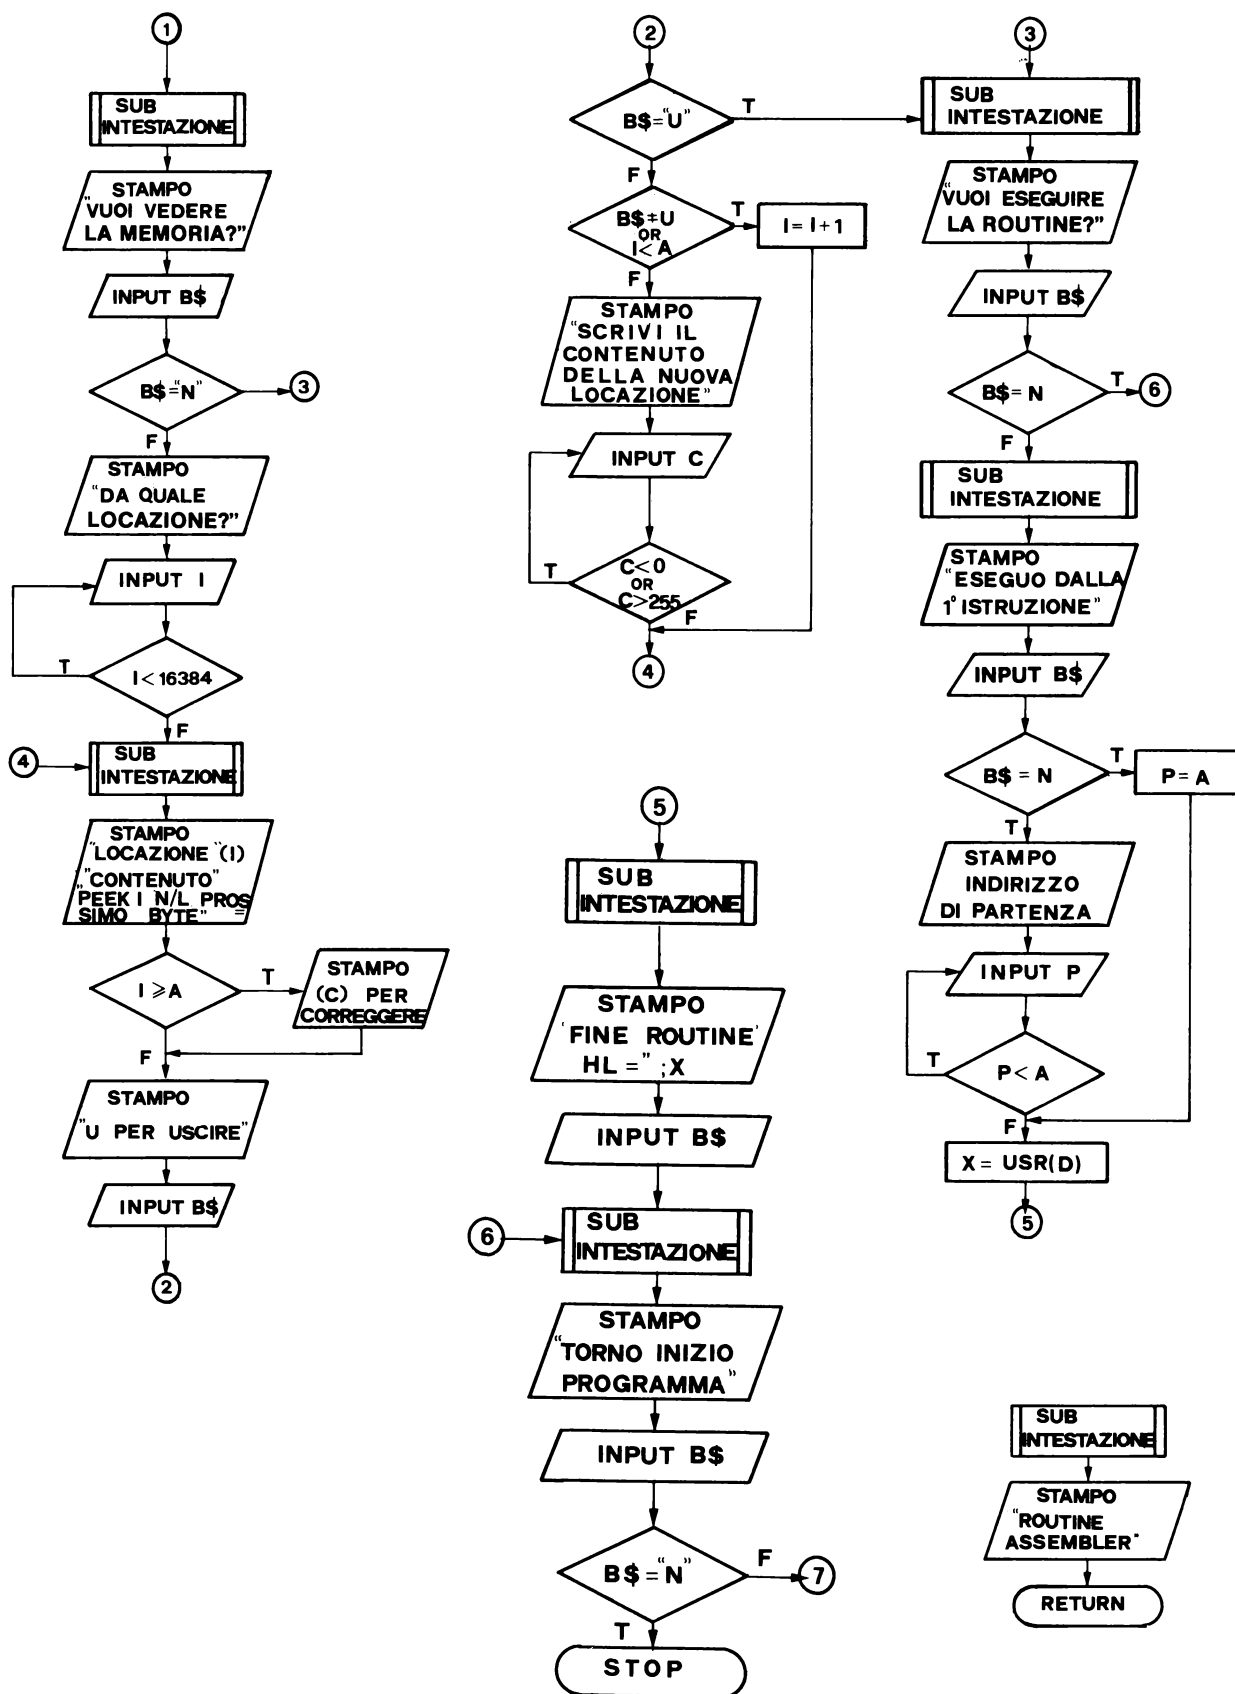 1
SUB
INTESTAZIONE
STAMPO
"VUOI VEDERE
LA MEMORIA?"
INPUT B$
B$="N"
3
F
STAMPO
"DA QUALE
LOCAZIONE?"
INPUT I
T
I<16384
F
4
SUB
INTESTAZIONE
STAMPO
"LOCAZIONE"(I)
"CONTENUTO"
"PEEK I N/L PROS
SIMO BYTE" =
I⩾A
T
STAMPO
(C) PER
CORREGGERE
F
STAMPO
"U PER USCIRE"
INPUT B$
2
2
B$="U"
T
F
B$≠U
OR
I<A
T
I=I+1
F
STAMPO
"SCRIVI IL
CONTENUTO
DELLA NUOVA
LOCAZIONE"
INPUT C
T
C<0
OR
C>255
F
4
3
SUB
INTESTAZIONE
STAMPO
"VUOI ESEGUIRE
LA ROUTINE?"
INPUT B$
B$=N
T
6
F
SUB
INTESTAZIONE
STAMPO
"ESEGUO DALLA
1° ISTRUZIONE"
INPUT B$
B$=N
T
P=A
T
STAMPO
INDIRIZZO
DI PARTENZA
INPUT P
T
P<A
F
X=USR(D)
5
5
SUB
INTESTAZIONE
STAMPO
'FINE ROUTINE'
HL=";X
INPUT B$
6
SUB
INTESTAZIONE
STAMPO
"TORNO INIZIO
PROGRAMMA"
INPUT B$
B$="N"
F
7
T
STOP
SUB
INTESTAZIONE
STAMPO
"ROUTINE
ASSEMBLER"
RETURN